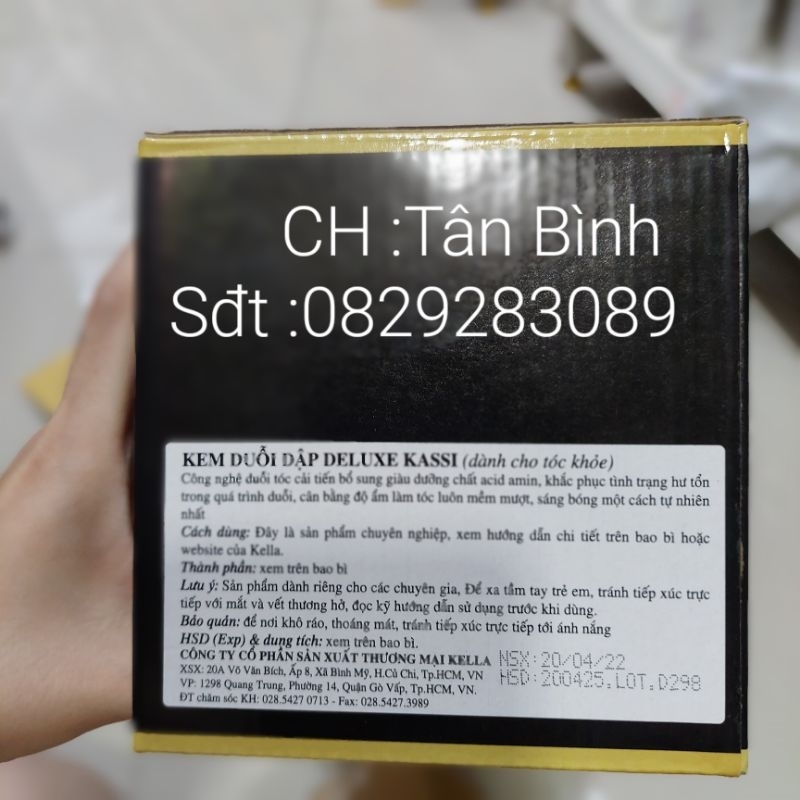 CH :Tân Bình
Sđt :0829283089
KEM DUỖI DẬP DELUXE KASSI (dành cho tóc khỏe)
Công nghệ duỗi tóc cải tiến bổ sung giàu dưỡng chất acid amin, khắc phục tình trạng hư tổn
trong quá trình duỗi, cân bằng độ ẩm làm tóc luôn mềm mượt, sáng bóng một cách tự nhiên
nhất
Cách dùng: Đây là sản phẩm chuyên nghiệp, xem hướng dẫn chi tiết trên bao bì hoặc
website của Kella.
Thành phần: xem trên bao bì
Lưu ý: Sản phẩm dành riêng cho các chuyên gia, Để xa tầm tay trẻ em, tránh tiếp xúc trực
tiếp với mắt và vết thương hở, đọc kỹ hướng dẫn sử dụng trước khi dùng.
Bảo quản: để nơi khô ráo, thoáng mát, tránh tiếp xúc trực tiếp tới ánh nắng
HSD (Exp) & dung tích: xem trên bao bì.
CÔNG TY CỔ PHẦN SẢN XUẤT THƯƠNG MẠI KELLA
XSX: 20A Võ Văn Bích, Ấp 8, Xã Bình Mỹ, H.Củ Chi, Tp.HCM, VN
VP: 1298 Quang Trung, Phường 14, Quận Gò Vấp, Tp.HCM, VN.
ĐT chăm sóc KH: 028.5427 0713 - Fax: 028.5427.3989
NSX: 20/04/22
HSD: 200425.LOT.D298